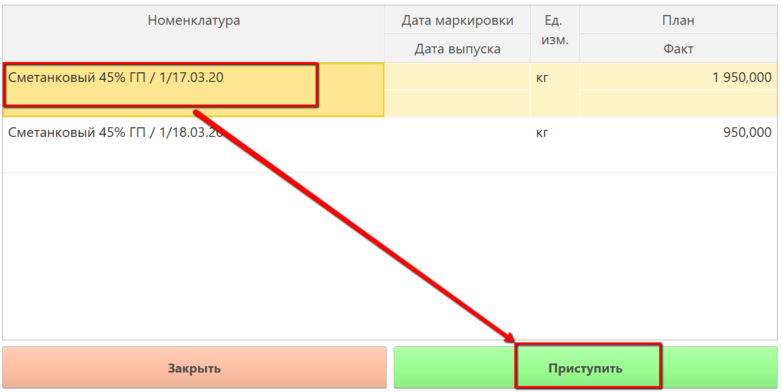 Номенклатура Дата маркировки Ед. изм. План
Дата выпуска Факт
Сметанковый 45% ГП / 1/17.03.20 кг 1 950,000
Сметанковый 45% ГП / 1/18.03.20 кг 950,000
Закрыть Приступить